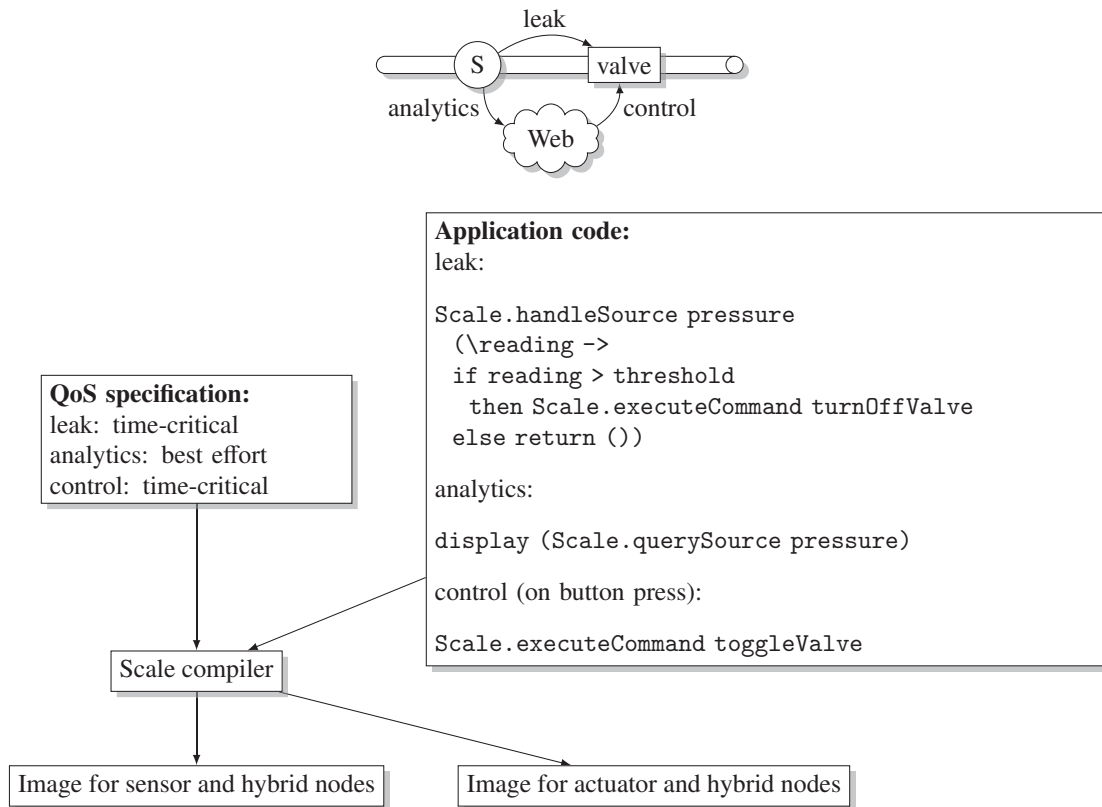 leak
S
valve
analytics
control
Web
Application code:
leak:
Scale.handleSource pressure
(\reading ->
if reading > threshold
then Scale.executeCommand turnOffValve
else return ())
analytics:
display (Scale.querySource pressure)
control (on button press):
Scale.executeCommand toggleValve
QoS specification:
leak: time-critical
analytics: best effort
control: time-critical
Scale compiler
Image for sensor and hybrid nodes
Image for actuator and hybrid nodes